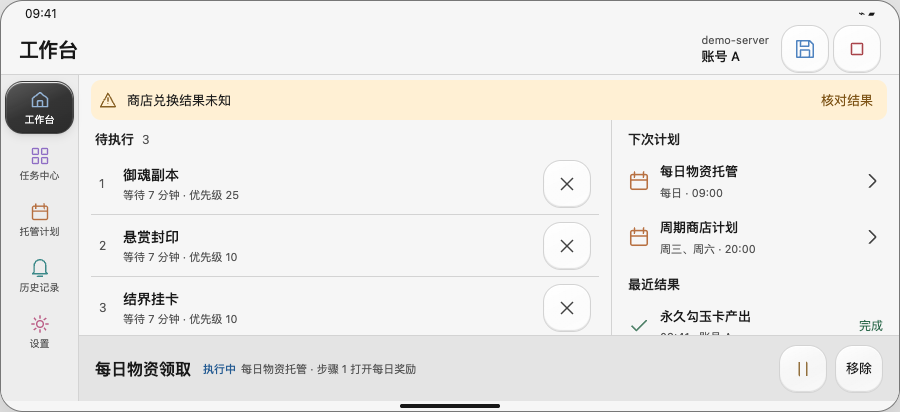 09:41
工作台
demo-server
账号 A
工作台
任务中心
托管计划
历史记录
设置
商店兑换结果未知
核对结果
待执行 3
1
御魂副本
等待 7 分钟 · 优先级 25
2
悬赏封印
等待 7 分钟 · 优先级 10
3
结界挂卡
等待 7 分钟 · 优先级 10
下次计划
每日物资托管
每日 · 09:00
周期商店计划
周三、周六 · 20:00
最近结果
永久勾玉卡产出
完成
每日物资领取
执行中 每日物资托管 · 步骤 1 打开每日奖励
移除